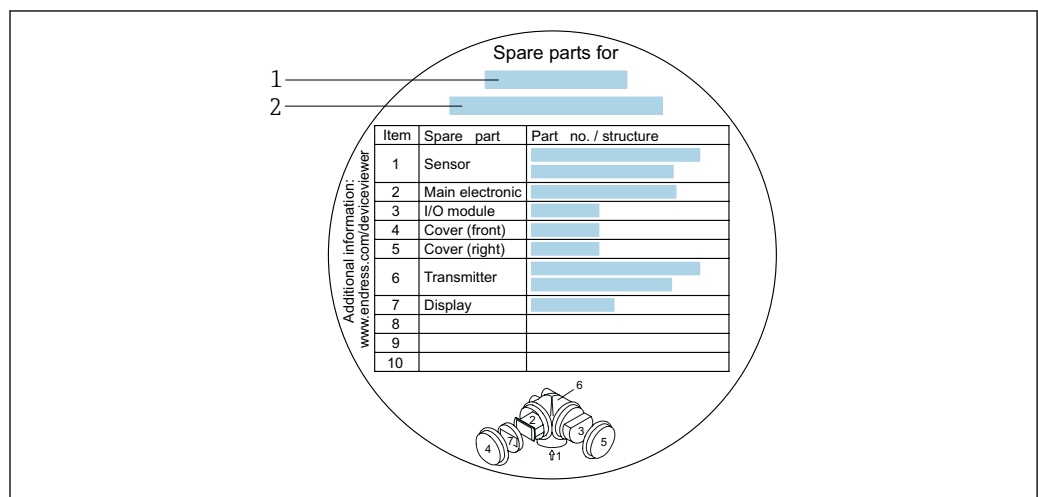 Spare parts for
1
2
Additional information:
www.endress.com/deviceviewer
Item Spare part Part no. / structure
1 Sensor
2 Main electronic
3 I/O module
4 Cover (front)
5 Cover (right)
6 Transmitter
7 Display
8
9
10
6
2
3
7
4
5
1